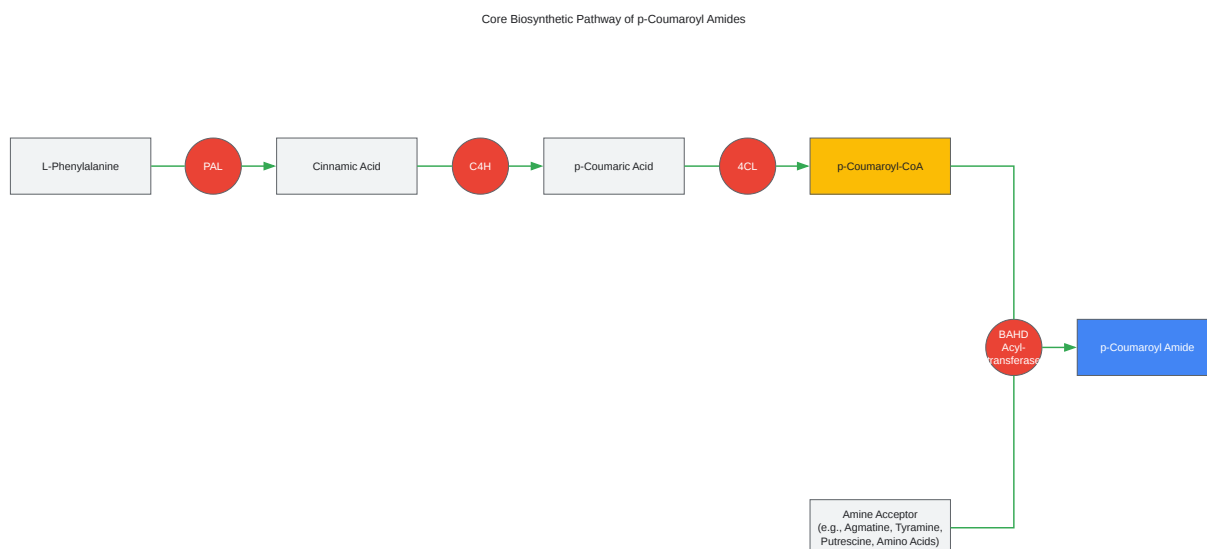 Core Biosynthetic Pathway of p-Coumaroyl Amides
L-Phenylalanine
PAL
Cinnamic Acid
C4H
p-Coumaric Acid
4CL
p-Coumaroyl-CoA
BAHD
Acyl-
transferase
p-Coumaroyl Amide
Amine Acceptor
(e.g., Agmatine, Tyramine,
Putrescine, Amino Acids)